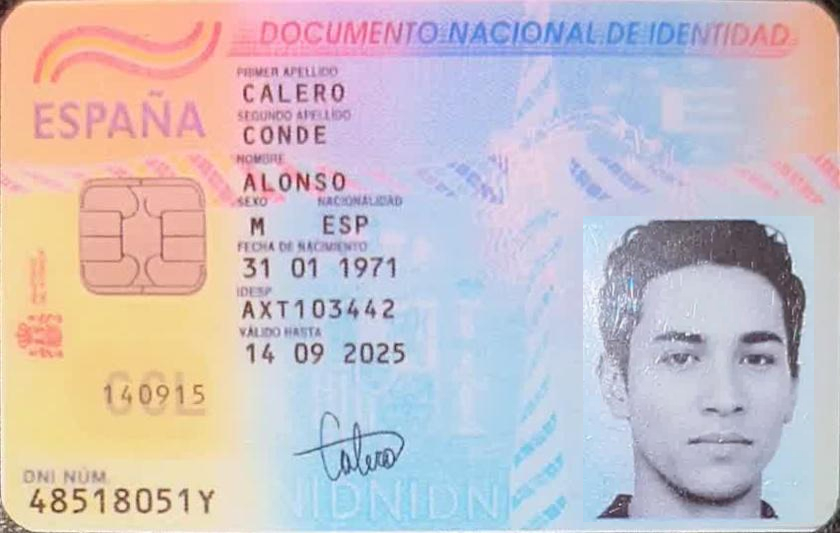 DOCUMENTO NACIONAL DE IDENTIDAD
ESPAÑA
PRIMER APELLIDO
CALERO
SEGUNDO APELLIDO
CONDE
NOMBRE
ALONSO
SEXO NACIONALIDAD
M ESP
FECHA DE NACIMIENTO
31 01 1971
IDESP
AXT103442
VÁLIDO HASTA
14 09 2025
140915
Calero
DNI NÚM.
48518051Y
NIDNIDN